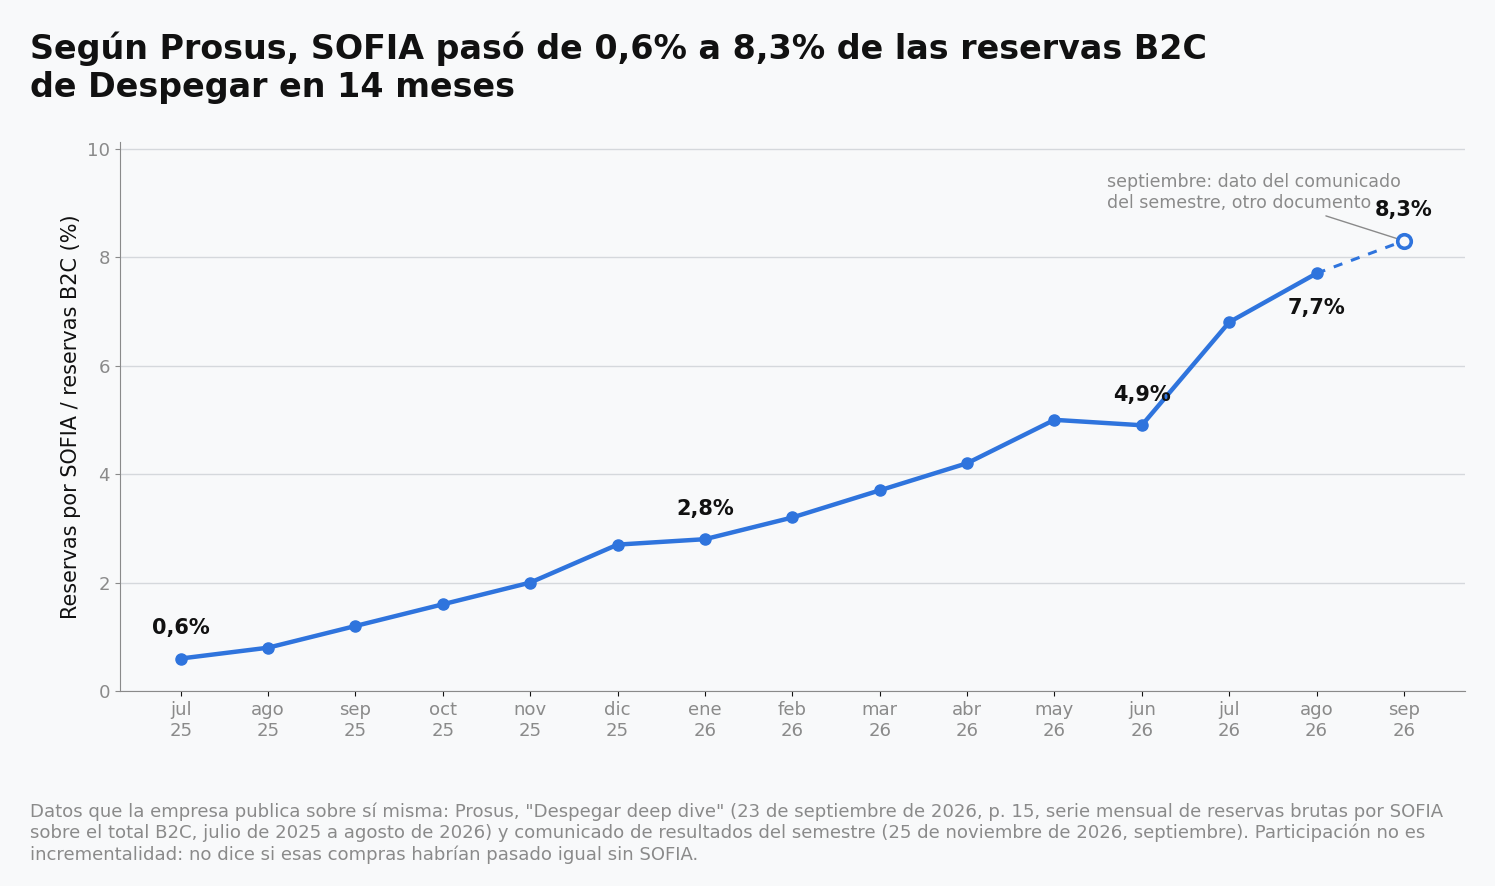 Según Prosus, SOFIA pasó de 0,6% a 8,3% de las reservas B2C
de Despegar en 14 meses
Reservas por SOFIA / reservas B2C (%)
10
8
6
4
2
0
septiembre: dato del comunicado
del semestre, otro documento
8,3%
7,7%
4,9%
2,8%
0,6%
jul ago sep oct nov dic ene feb mar abr may jun jul ago sep
25 25 25 25 25 25 26 26 26 26 26 26 26 26 26
Datos que la empresa publica sobre sí misma: Prosus, "Despegar deep dive" (23 de septiembre de 2026, p. 15, serie mensual de reservas brutas por SOFIA
sobre el total B2C, julio de 2025 a agosto de 2026) y comunicado de resultados del semestre (25 de noviembre de 2026, septiembre). Participación no es
incrementalidad: no dice si esas compras habrían pasado igual sin SOFIA.